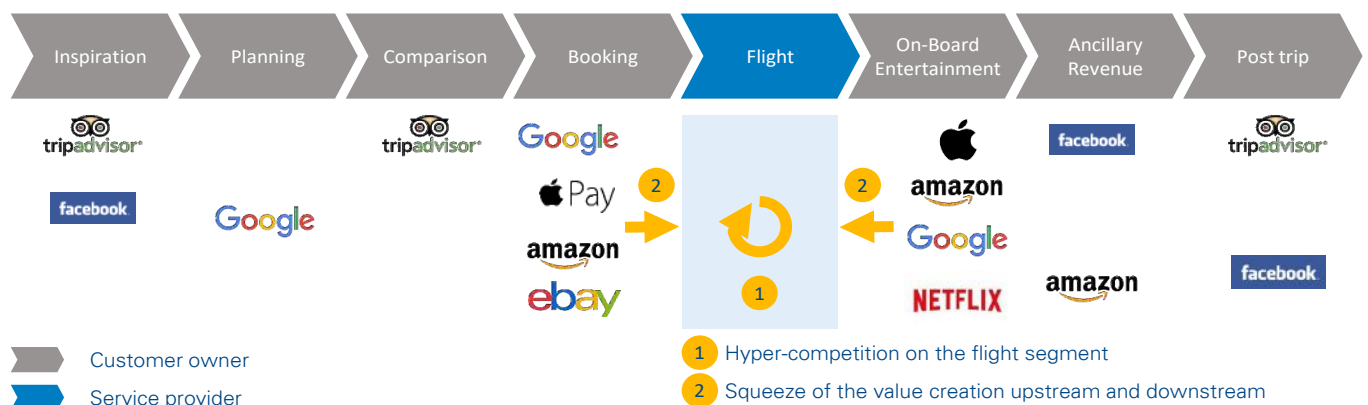 Inspiration
Planning
Comparison
Booking
Flight
On-Board
Entertainment
Ancillary
Revenue
Post trip
tripadvisor®
facebook
Google
tripadvisor®
Google
Pay
amazon
ebay
2
1
2
amazon
Google
NETFLIX
facebook
amazon
tripadvisor®
facebook
Customer owner
Service provider
1 Hyper-competition on the flight segment
2 Squeeze of the value creation upstream and downstream